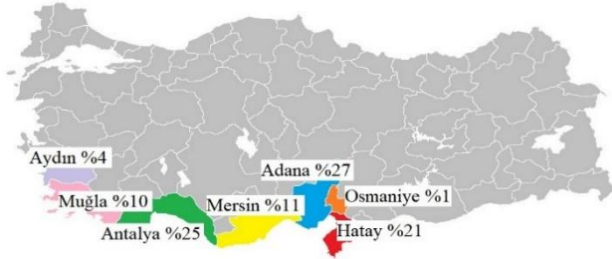 Aydın %4
Adana %27
Muğla %10
Mersin %11
Osmaniye %1
Antalya %25
Hatay %21